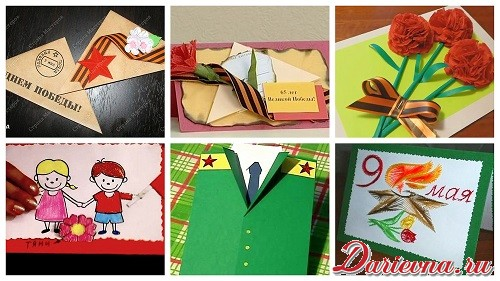 ДНЕМ ПОБЕДЫ!
65 лет
Великой Победы!
9 МАЯ
Darievna.ru